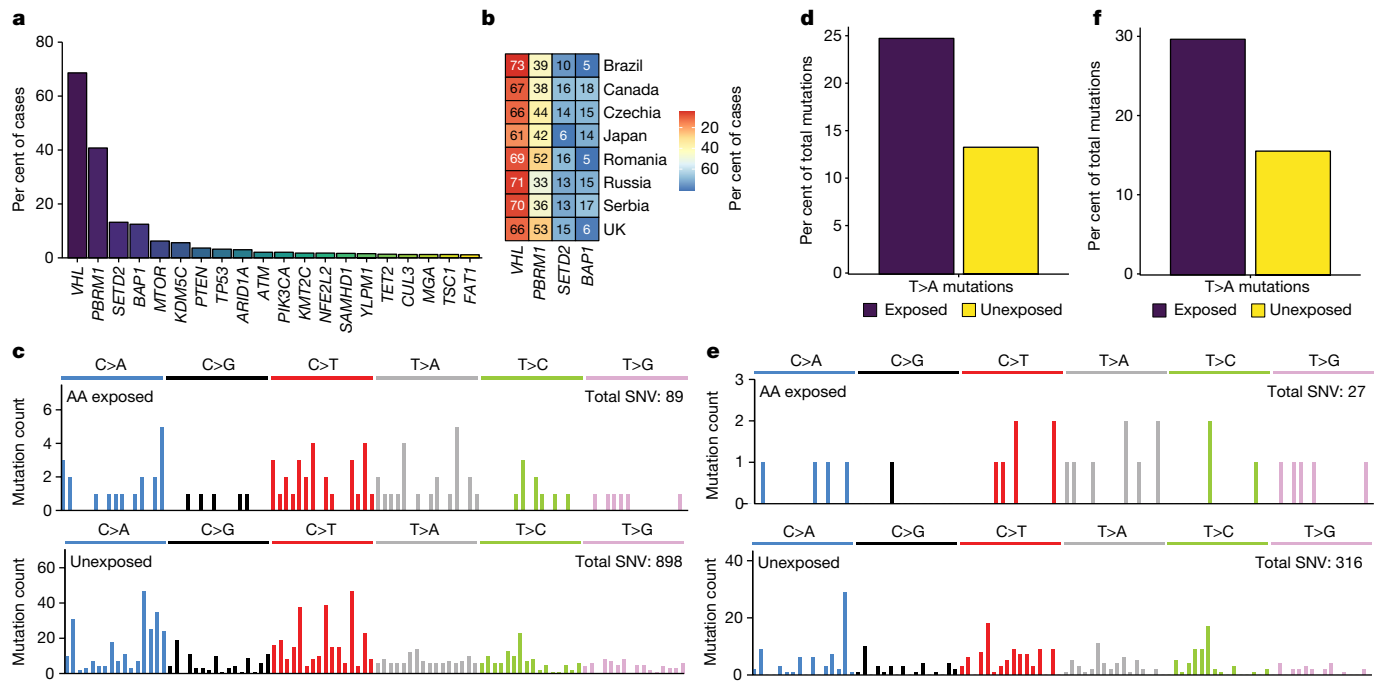 a
80
60
40
20
0
Per cent of cases
VHL
PBRM1
SETD2
BAP1
MTOR
KDM5C
PTEN
TP53
ARID1A
ATM
PIK3CA
KMT2C
NFE2L2
SAMHD1
YLPM1
TET2
CUL3
MGA
TSC1
FAT1
b
73 39 10 5 Brazil
67 38 16 18 Canada
66 44 14 15 Czechia
61 42 6 14 Japan
69 52 16 5 Romania
71 33 13 15 Russia
70 36 13 17 Serbia
66 53 15 6 UK
VHL
PBRM1
SETD2
BAP1
20
40
60
Per cent of cases
d
25
20
15
10
5
0
Per cent of total mutations
T>A mutations
Exposed Unexposed
f
30
20
10
0
Per cent of total mutations
T>A mutations
Exposed Unexposed
c
C>A C>G C>T T>A T>C T>G
AA exposed Total SNV: 89
6
4
2
0
Mutation count
C>A C>G C>T T>A T>C T>G
Unexposed Total SNV: 898
60
40
20
0
Mutation count
e
C>A C>G C>T T>A T>C T>G
AA exposed Total SNV: 27
3
2
1
0
Mutation count
C>A C>G C>T T>A T>C T>G
Unexposed Total SNV: 316
40
20
0
Mutation count